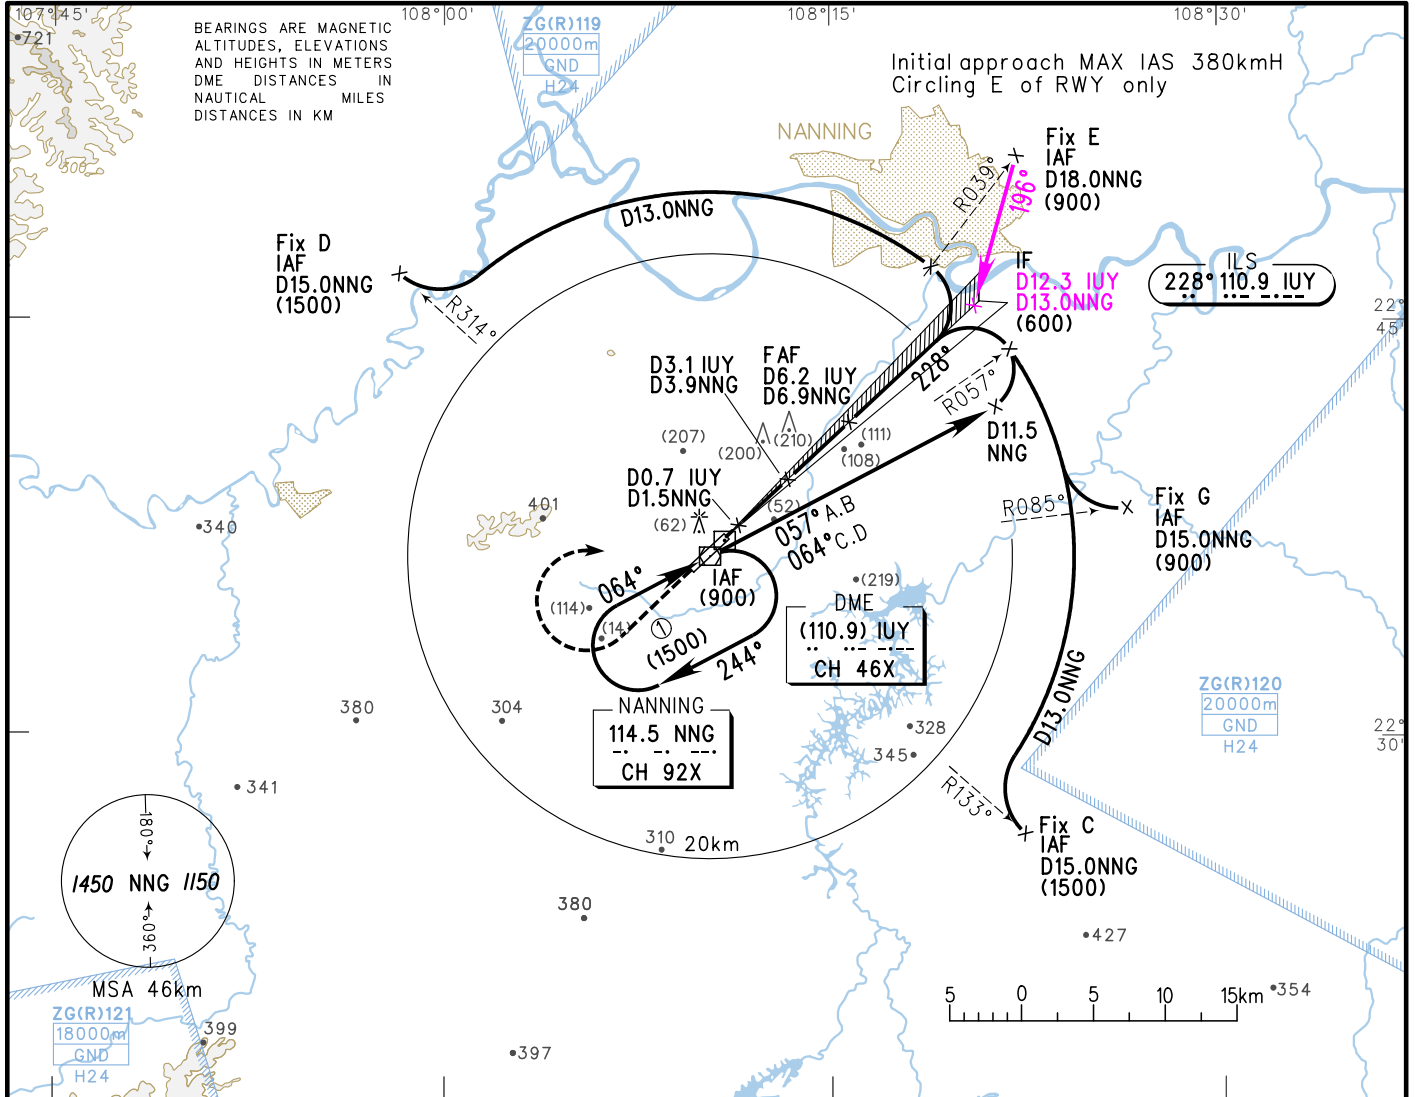 107°45'
108°00'
108°15'
108°30'
721
BEARINGS ARE MAGNETIC
ALTITUDES, ELEVATIONS
AND HEIGHTS IN METERS
DME DISTANCES IN
NAUTICAL MILES
DISTANCES IN KM
ZG(R)119
20000m
GND
H24
Initial approach MAX IAS 380kmH
Circling E of RWY only
NANNING
300
Fix E
IAF
D18.0NNG
(900)
R039°
196°
D13.0NNG
Fix D
IAF
D15.0NNG
(1500)
R314°
IF
D12.3 IUY
D13.0NNG
(600)
ILS
228° 110.9 IUY
22°
45'
228°
D3.1 IUY
D3.9NNG
FAF
D6.2 IUY
D6.9NNG
R057°
D11.5
NNG
(207)
(200)
(210)
(111)
(108)
D0.7 IUY
D1.5NNG
(62)
(52)
401
340
057° A.B
064° C.D
R085°
Fix G
IAF
D15.0NNG
(900)
064°
IAF
(900)
(114)
(14)
1
(1500)
244°
(219)
DME
(110.9) IUY
CH 46X
NANNING
114.5 NNG
CH 92X
D13.0NNG
ZG(R)120
20000m
GND
H24
22°
30'
380
304
328
345
341
R133°
Fix C
IAF
D15.0NNG
(1500)
310
20km
180°
1450 NNG 1150
360°
MSA 46km
380
427
354
5 0 5 10 15km
ZG(R)121
18000m
GND
H24
399
397